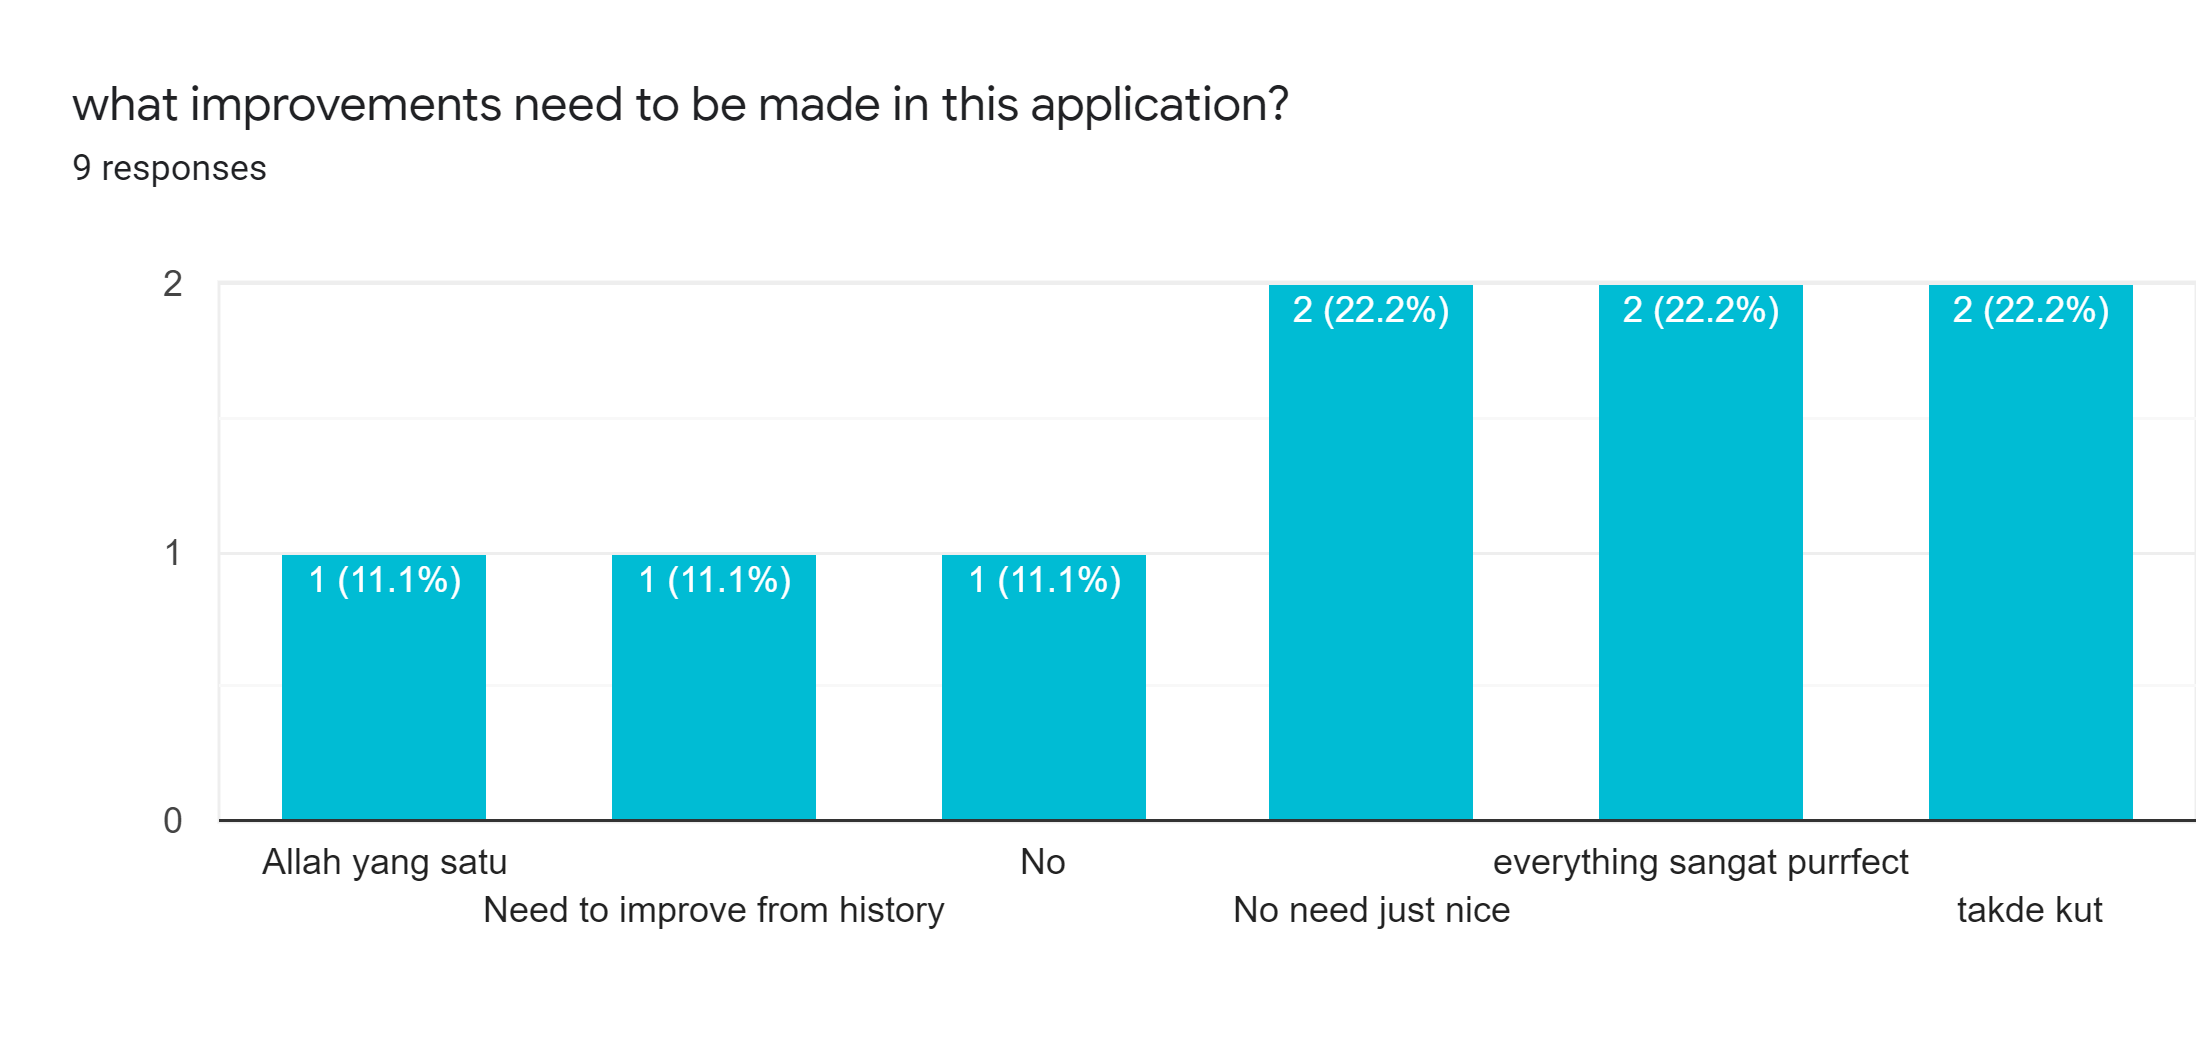 what improvements need to be made in this application?
9 responses
2
1
0
2 (22.2%)
2 (22.2%)
2 (22.2%)
1 (11.1%)
1 (11.1%)
1 (11.1%)
Allah yang satu
Need to improve from history
No
No need just nice
everything sangat purrfect
takde kut